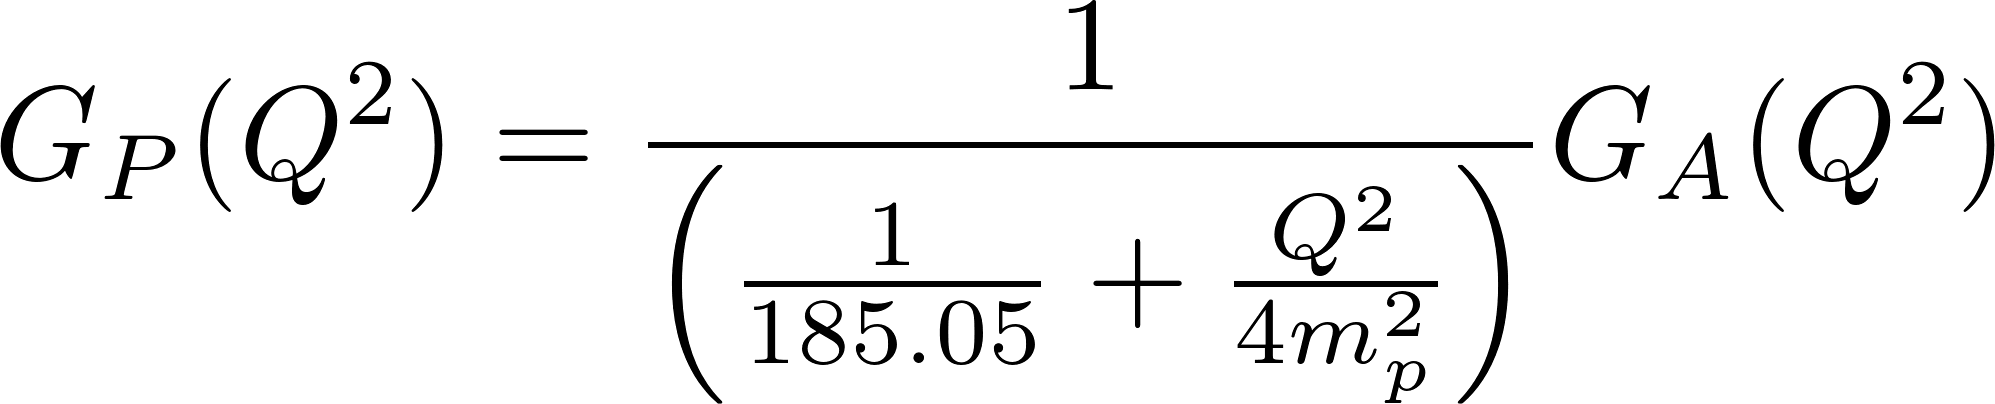 G_P(Q^2) = \frac{1}{\left(\frac{1}{185.05} + \frac{Q^2}{4m_p^2}\right)} G_A(Q^2)